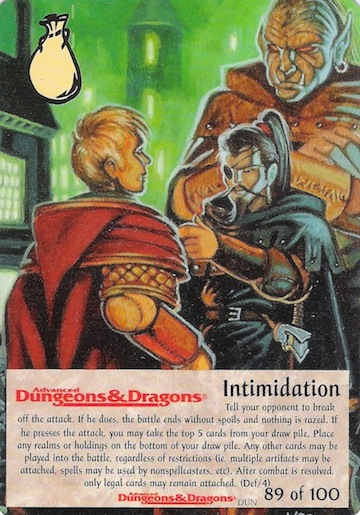 Advanced
Dungeons&Dragons®
Intimidation
Tell your opponent to break
off the attack. If he does, the battle ends without spoils and nothing is razed. If
he presses the attack, you may take the top 5 cards from your draw pile. Place
any realms or holdings on the bottom of your draw pile. Any other cards may be
played into the battle, regardless of restrictions (ie. multiple artifacts may be
attached, spells may be used by nonspellcasters, etc). After combat is resolved,
only legal cards may remain attached. (Def/4)
Advanced
Dungeons&Dragons® DUN 89 of 100